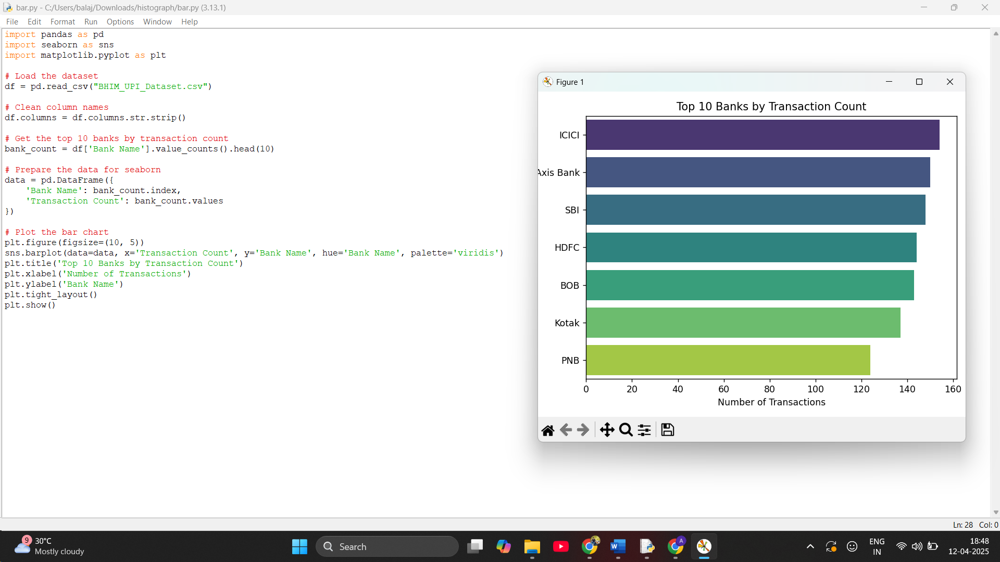 bar.py - C:/Users/balaj/Downloads/histograph/bar.py (3.13.1)
File Edit Format Run Options Window Help
import pandas as pd
import seaborn as sns
import matplotlib.pyplot as plt
# Load the dataset
df = pd.read_csv("BHIM_UPI_Dataset.csv")
# Clean column names
df.columns = df.columns.str.strip()
# Get the top 10 banks by transaction count
bank_count = df['Bank Name'].value_counts().head(10)
# Prepare the data for seaborn
data = pd.DataFrame({
    'Bank Name': bank_count.index,
    'Transaction Count': bank_count.values
})
# Plot the bar chart
plt.figure(figsize=(10, 5))
sns.barplot(data=data, x='Transaction Count', y='Bank Name', hue='Bank Name', palette='viridis')
plt.title('Top 10 Banks by Transaction Count')
plt.xlabel('Number of Transactions')
plt.ylabel('Bank Name')
plt.tight_layout()
plt.show()
Figure 1
Top 10 Banks by Transaction Count
ICICI
Axis Bank
SBI
HDFC
BOB
Kotak
PNB
0 20 40 60 80 100 120 140 160
Number of Transactions
Ln: 28 Col: 0
9
30°C
Mostly cloudy
Search
W
A
ENG
IN
18:48
12-04-2025